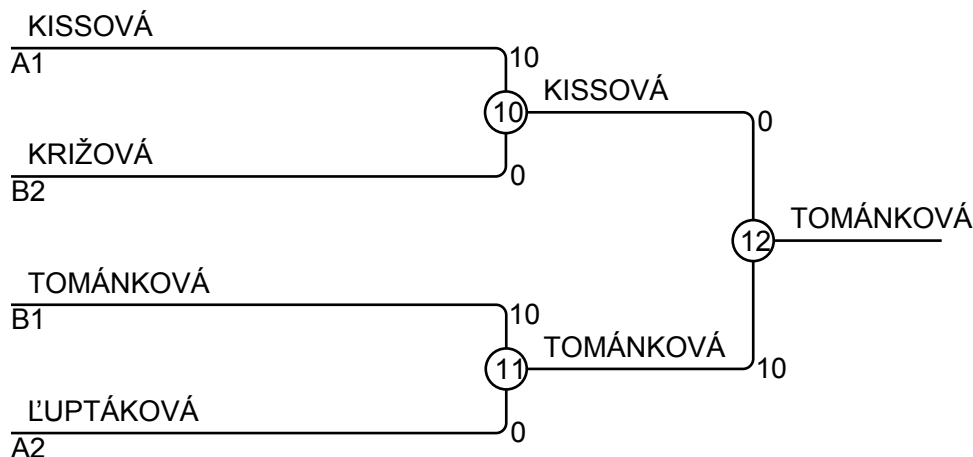 KISSOVÁ
A1
10
10
KISSOVÁ
0
KRIŽOVÁ
B2
0
12
TOMÁNKOVÁ
TOMÁNKOVÁ
B1
10
11
TOMÁNKOVÁ
10
ĽUPTÁKOVÁ
A2
0